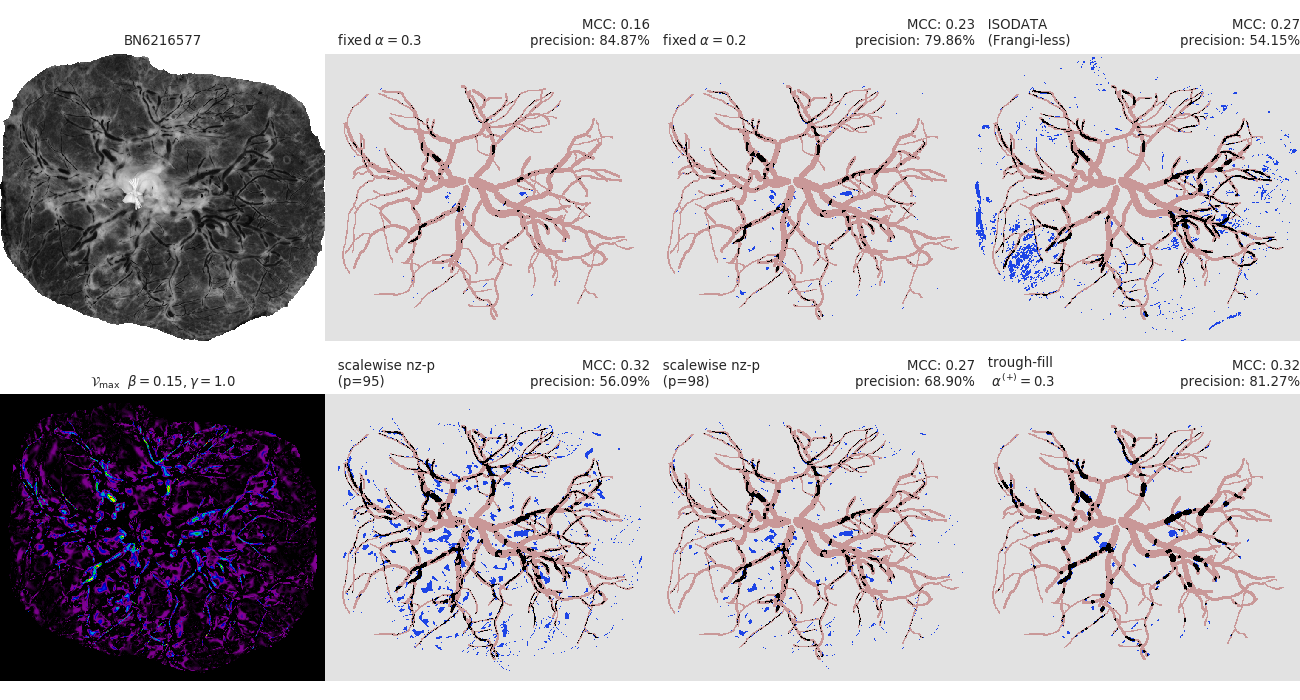 BN6216577
fixed α = 0.3
MCC: 0.16
precision: 84.87%
fixed α = 0.2
MCC: 0.23
precision: 79.86%
ISODATA
(Frangi-less)
MCC: 0.27
precision: 54.15%
𝒱max β = 0.15, γ = 1.0
scalewise nz-p
(p=95)
MCC: 0.32
precision: 56.09%
scalewise nz-p
(p=98)
MCC: 0.27
precision: 68.90%
trough-fill
α(+) = 0.3
MCC: 0.32
precision: 81.27%